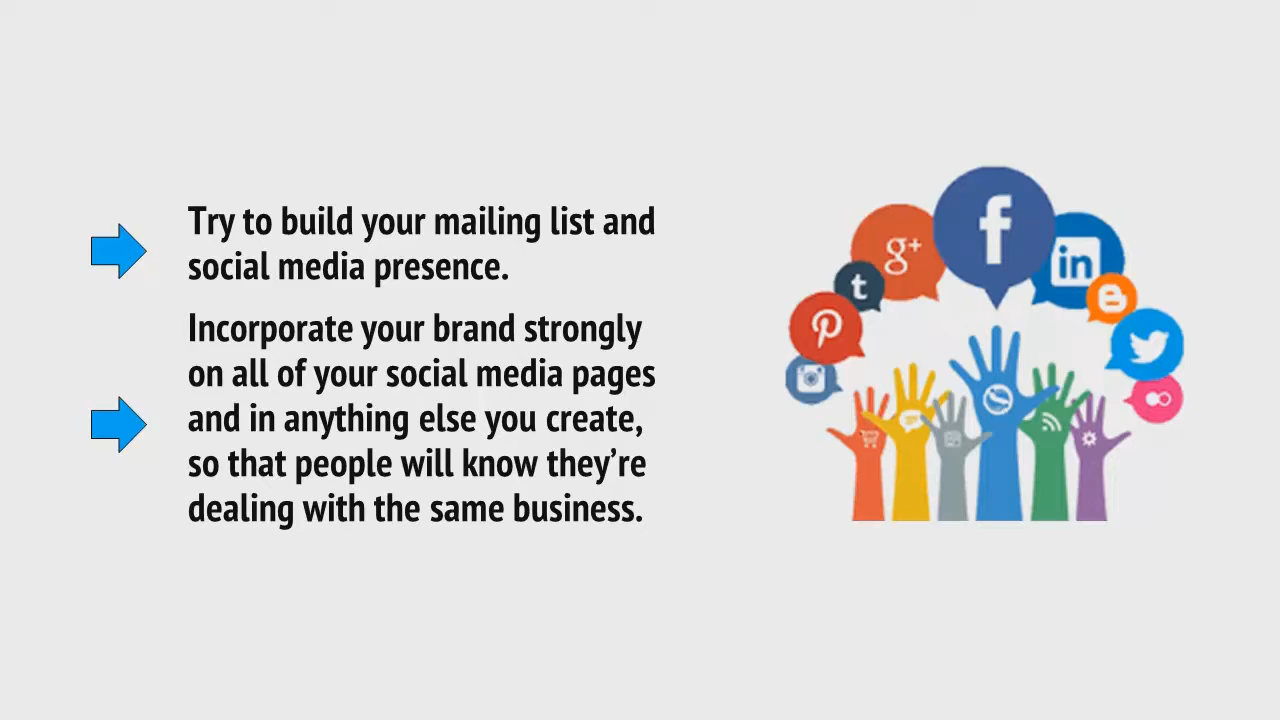 Try to build your mailing list and
social media presence.
Incorporate your brand strongly
on all of your social media pages
and in anything else you create,
so that people will know they’re
dealing with the same business.
g+
t
f
in